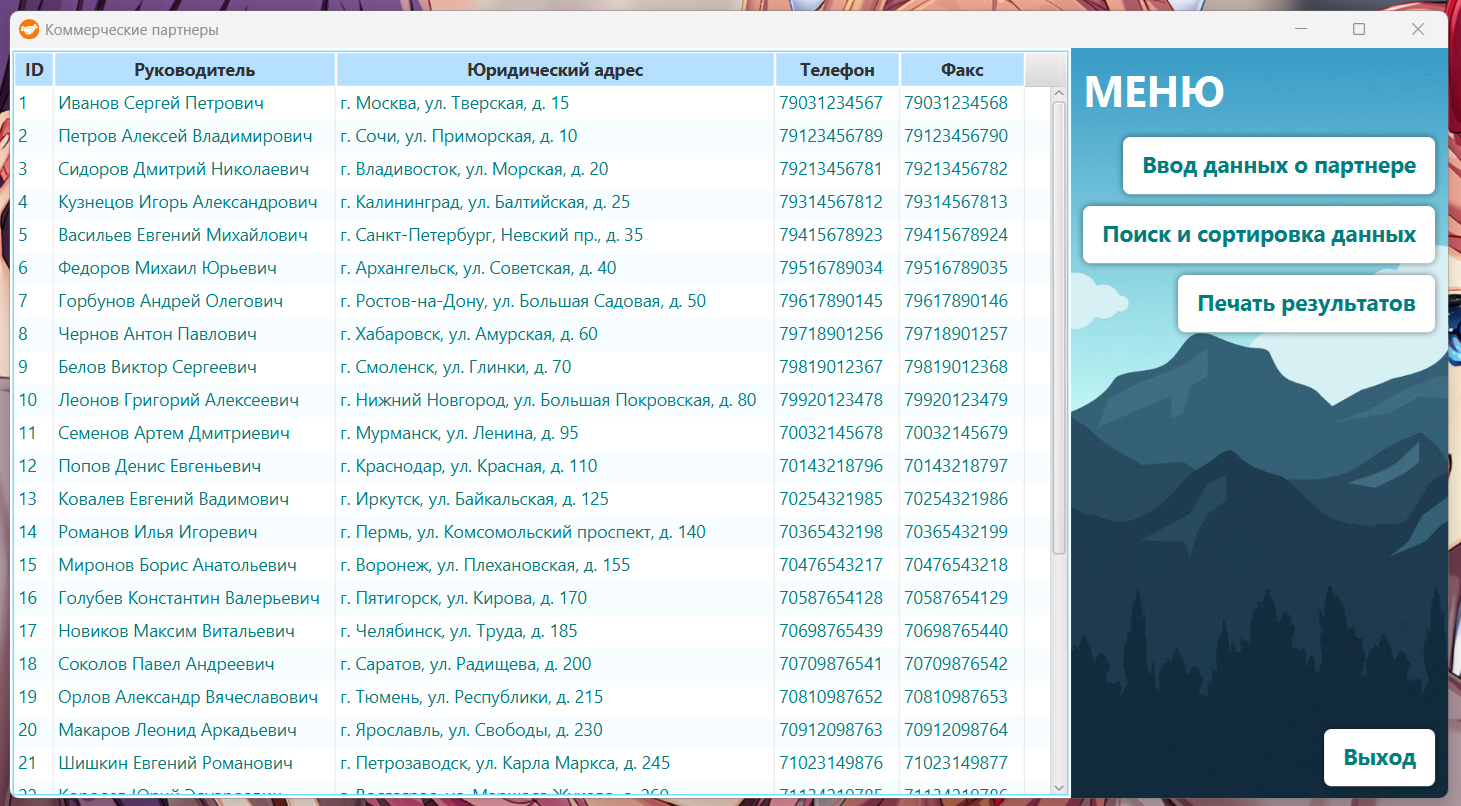 Коммерческие партнеры
ID Руководитель Юридический адрес Телефон Факс
1 Иванов Сергей Петрович г. Москва, ул. Тверская, д. 15 79031234567 79031234568
2 Петров Алексей Владимирович г. Сочи, ул. Приморская, д. 10 79123456789 79123456790
3 Сидоров Дмитрий Николаевич г. Владивосток, ул. Морская, д. 20 79213456781 79213456782
4 Кузнецов Игорь Александрович г. Калининград, ул. Балтийская, д. 25 79314567812 79314567813
5 Васильев Евгений Михайлович г. Санкт-Петербург, Невский пр., д. 35 79415678923 79415678924
6 Федоров Михаил Юрьевич г. Архангельск, ул. Советская, д. 40 79516789034 79516789035
7 Горбунов Андрей Олегович г. Ростов-на-Дону, ул. Большая Садовая, д. 50 79617890145 79617890146
8 Чернов Антон Павлович г. Хабаровск, ул. Амурская, д. 60 79718901256 79718901257
9 Белов Виктор Сергеевич г. Смоленск, ул. Глинки, д. 70 79819012367 79819012368
10 Леонов Григорий Алексеевич г. Нижний Новгород, ул. Большая Покровская, д. 80 79920123478 79920123479
11 Семенов Артем Дмитриевич г. Мурманск, ул. Ленина, д. 95 70032145678 70032145679
12 Попов Денис Евгеньевич г. Краснодар, ул. Красная, д. 110 70143218796 70143218797
13 Ковалев Евгений Вадимович г. Иркутск, ул. Байкальская, д. 125 70254321985 70254321986
14 Романов Илья Игоревич г. Пермь, ул. Комсомольский проспект, д. 140 70365432198 70365432199
15 Миронов Борис Анатольевич г. Воронеж, ул. Плехановская, д. 155 70476543217 70476543218
16 Голубев Константин Валерьевич г. Пятигорск, ул. Кирова, д. 170 70587654128 70587654129
17 Новиков Максим Витальевич г. Челябинск, ул. Труда, д. 185 70698765439 70698765440
18 Соколов Павел Андреевич г. Саратов, ул. Радищева, д. 200 70709876541 70709876542
19 Орлов Александр Вячеславович г. Тюмень, ул. Республики, д. 215 70810987652 70810987653
20 Макаров Леонид Аркадьевич г. Ярославль, ул. Свободы, д. 230 70912098763 70912098764
21 Шишкин Евгений Романович г. Петрозаводск, ул. Карла Маркса, д. 245 71023149876 71023149877
МЕНЮ
Ввод данных о партнере
Поиск и сортировка данных
Печать результатов
Выход